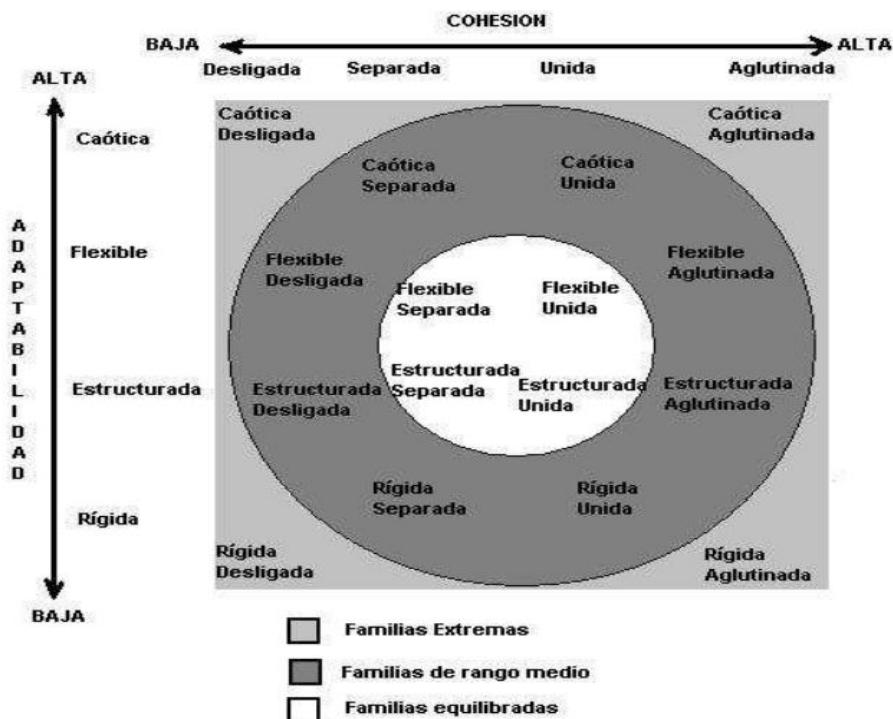 COHESION
BAJA
ALTA
Desligada Separada Unida Aglutinada
ALTA
Caótica
Flexible
Estructurada
Rígida
BAJA
ADAPTABILIDAD
Caótica
Desligada
Caótica
Separada
Caótica
Unida
Caótica
Aglutinada
Flexible
Desligada
Flexible
Separada
Flexible
Unida
Flexible
Aglutinada
Estructurada
Desligada
Estructurada
Separada
Estructurada
Unida
Estructurada
Aglutinada
Rígida
Desligada
Rígida
Separada
Rígida
Unida
Rígida
Aglutinada
Familias Extremas
Familias de rango medio
Familias equilibradas